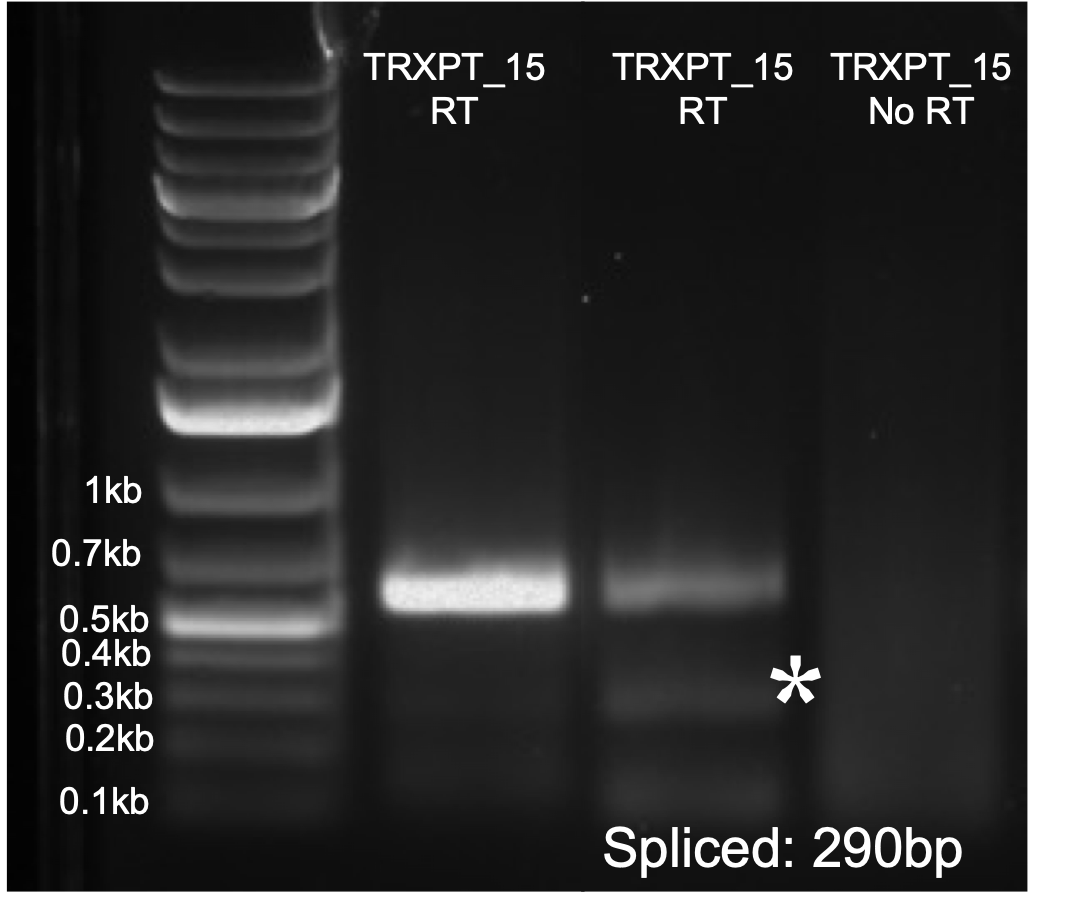 TRXPT_15
RT
TRXPT_15
RT
TRXPT_15
No RT
1kb
0.7kb
0.5kb
0.4kb
0.3kb
0.2kb
0.1kb
*
Spliced: 290bp